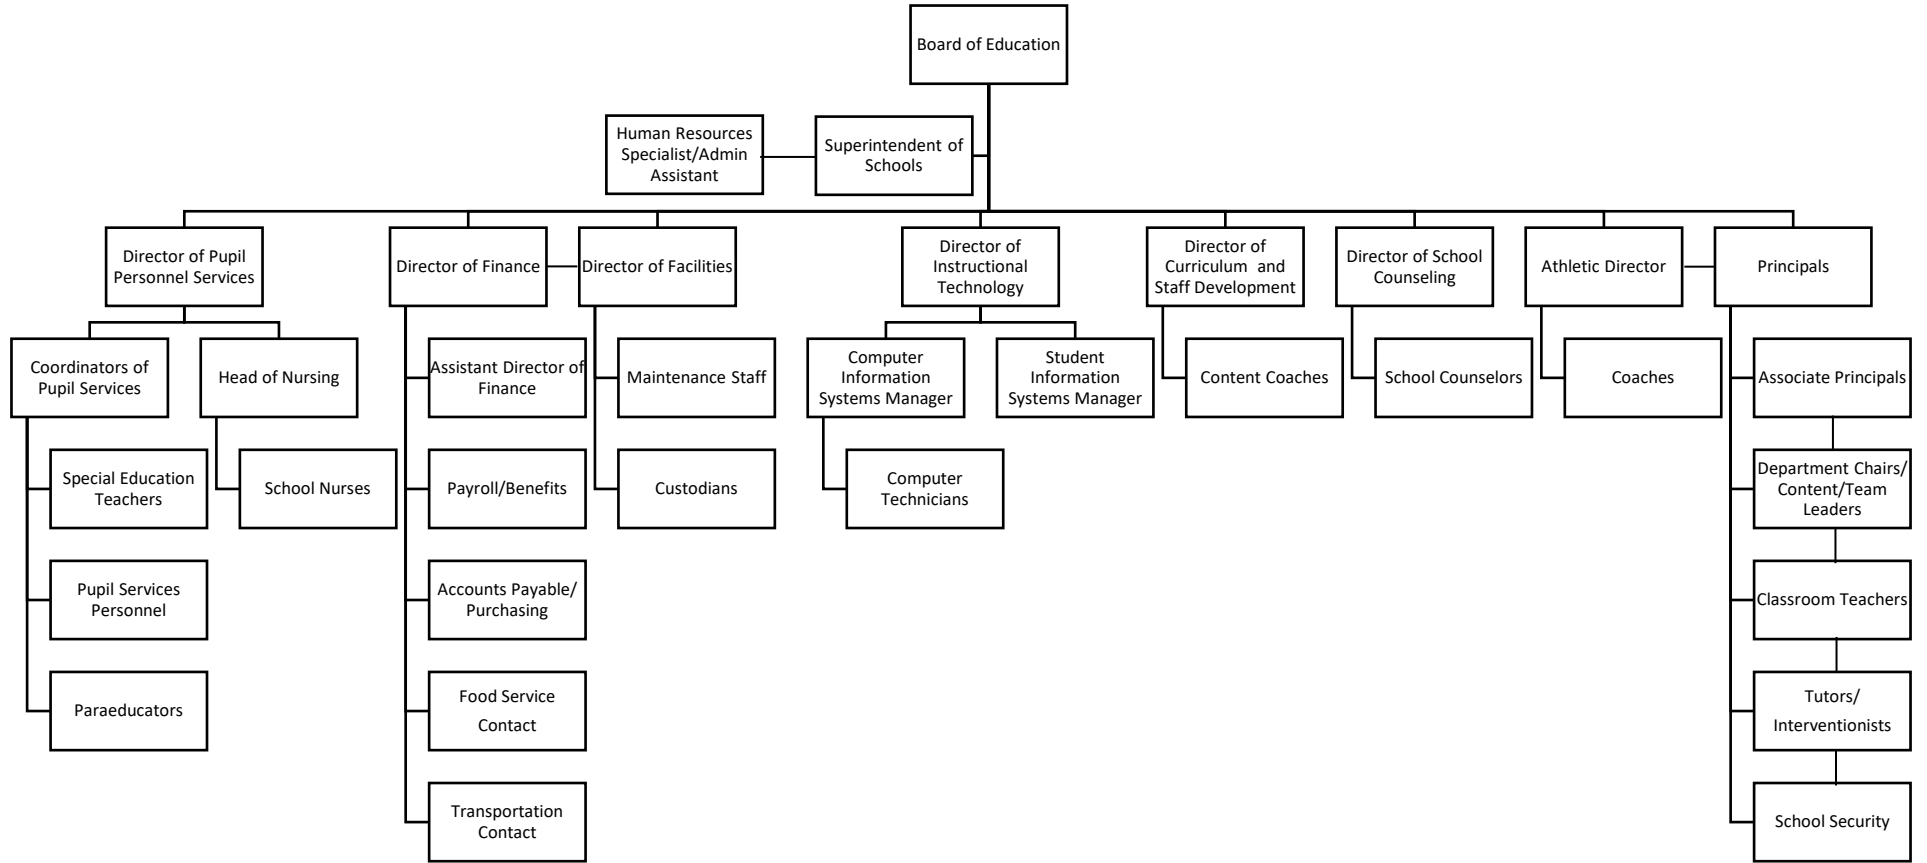 Board of Education
Human Resources
Specialist/Admin
Assistant
Superintendent of
Schools
Director of Pupil
Personnel Services
Director of Finance
Director of Facilities
Director of
Instructional
Technology
Director of
Curriculum and
Staff Development
Director of School
Counseling
Athletic Director
Principals
Coordinators of
Pupil Services
Head of Nursing
Assistant Director of
Finance
Maintenance Staff
Computer
Information
Systems Manager
Student
Information
Systems Manager
Content Coaches
School Counselors
Coaches
Associate Principals
Special Education
Teachers
School Nurses
Payroll/Benefits
Custodians
Computer
Technicians
Department Chairs/
Content/Team
Leaders
Pupil Services
Personnel
Accounts Payable/
Purchasing
Classroom Teachers
Paraeducators
Food Service
Contact
Tutors/
Interventionists
Transportation
Contact
School Security